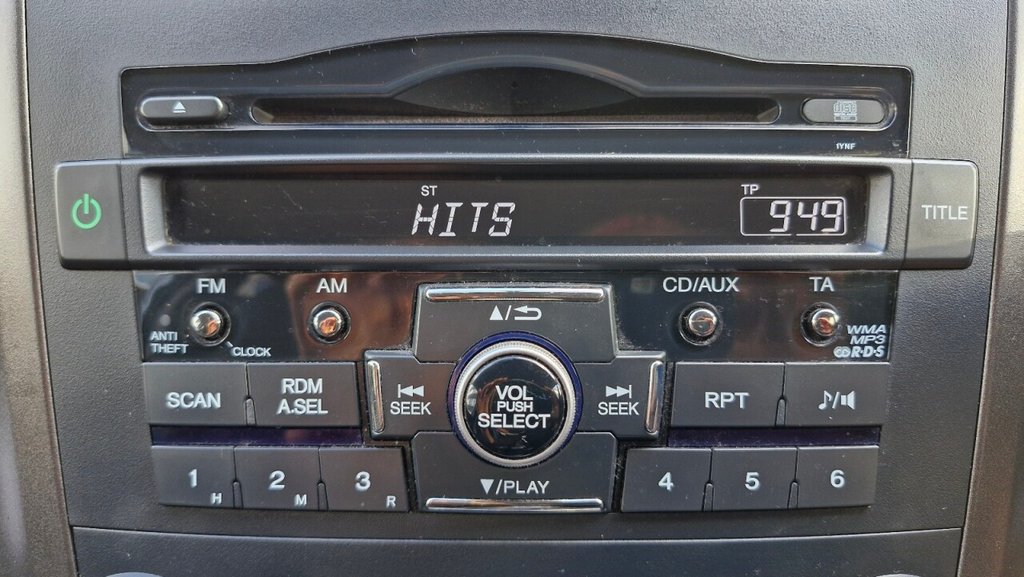 disc
1YNF
ST
TP
HITS
949
TITLE
FM
AM
CD/AUX
TA
ANTI
THEFT
CLOCK
WMA
MP3
R·D·S
▲/⮌
SCAN
RDM
A.SEL
SEEK
VOL
PUSH
SELECT
SEEK
RPT
1 H
2 M
3 R
▼/PLAY
4
5
6